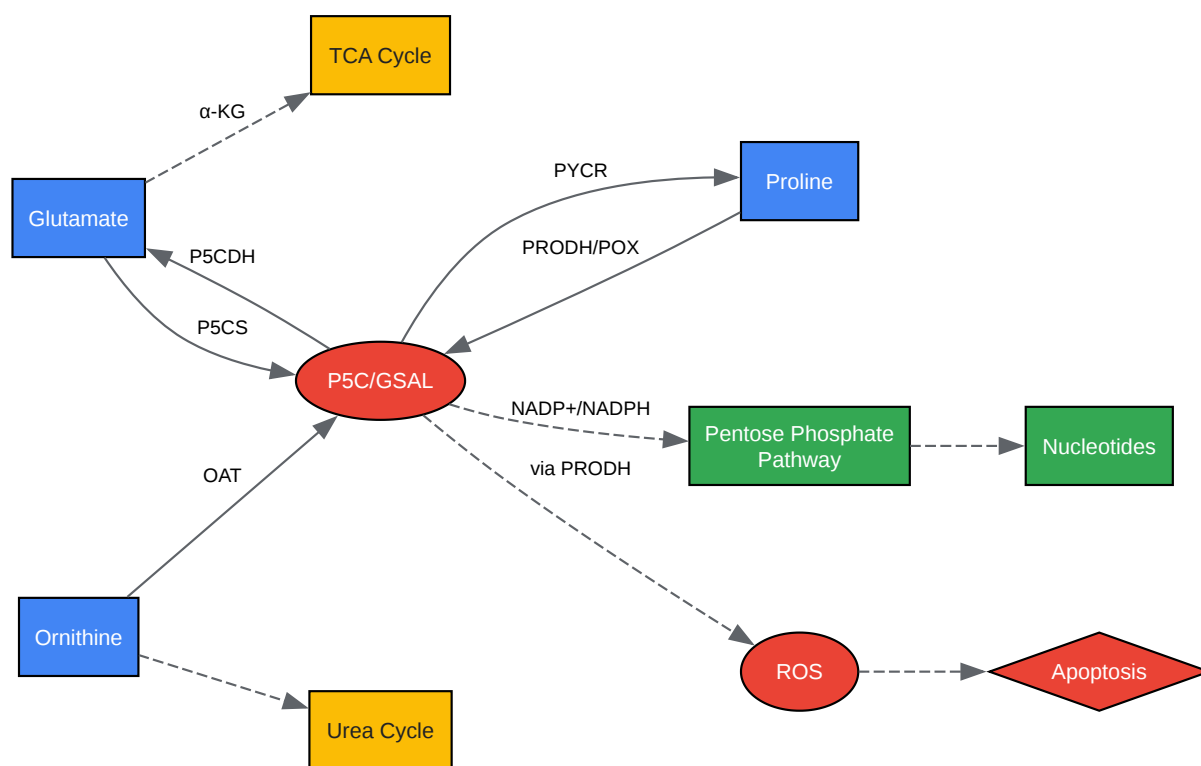 TCA Cycle
α-KG
PYCR
Proline
Glutamate
PRODH/POX
P5CDH
P5CS
P5C/GSAL
NADP+/NADPH
Pentose Phosphate
Pathway
Nucleotides
via PRODH
OAT
Ornithine
ROS
Apoptosis
Urea Cycle